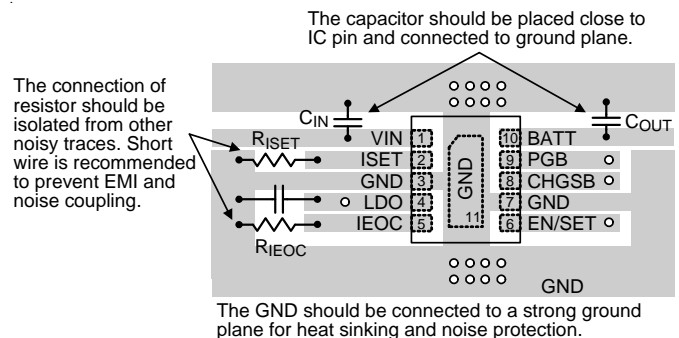 The capacitor should be placed close to
IC pin and connected to ground plane.
The connection of
resistor should be
isolated from other
noisy traces. Short
wire is recommended
to prevent EMI and
noise coupling.
CIN
COUT
RISET
VIN 1
ISET 2
GND 3
LDO 4
IEOC 5
RIEOC
GND
11
10 BATT
9 PGB
8 CHGSB
7 GND
6 EN/SET
GND
The GND should be connected to a strong ground
plane for heat sinking and noise protection.